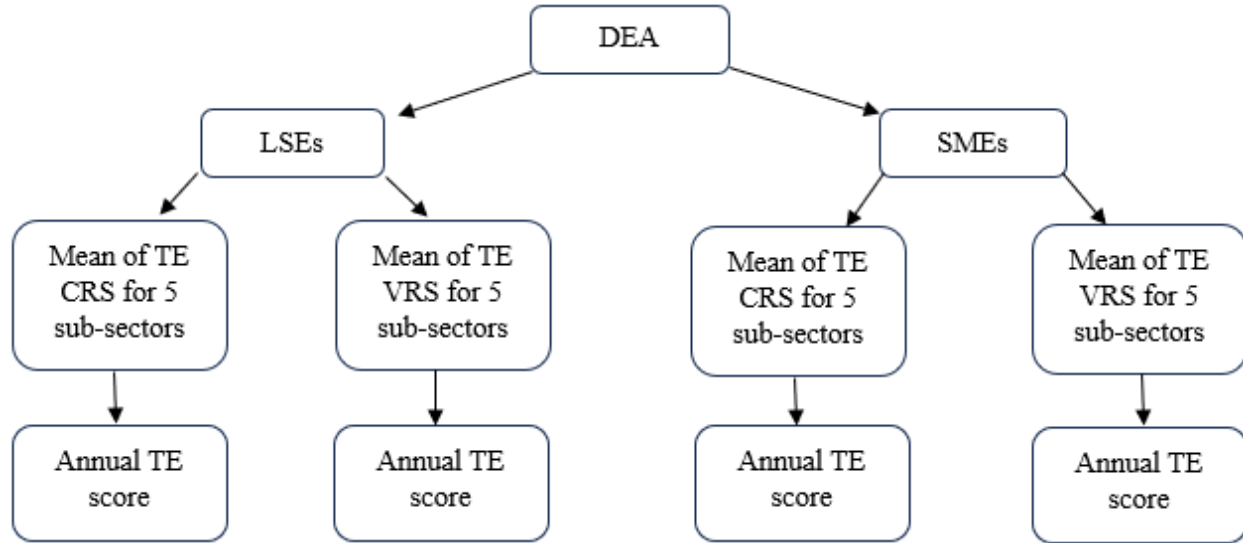 DEA
LSEs
SMEs
Mean of TE
CRS for 5
sub-sectors
Mean of TE
VRS for 5
sub-sectors
Mean of TE
CRS for 5
sub-sectors
Mean of TE
VRS for 5
sub-sectors
Annual TE
score
Annual TE
score
Annual TE
score
Annual TE
score